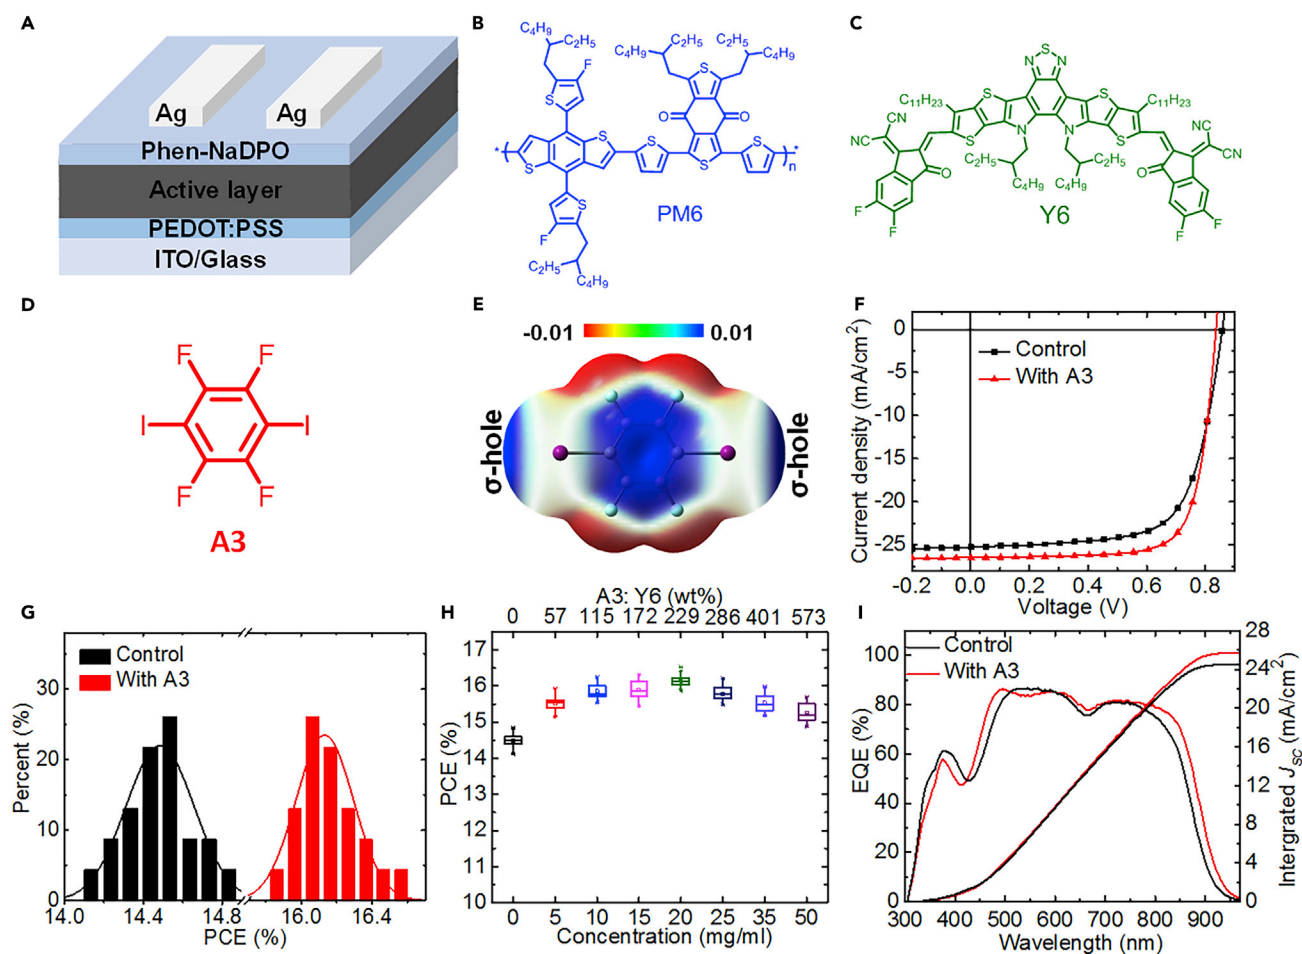 A
Ag
Ag
Phen-NaDPO
Active layer
PEDOT:PSS
ITO/Glass
B
C4H9
C2H5
F
S
C4H9
C2H5
C2H5
C4H9
S
O
O
S
S
*
S
S
S
S
*
n
S
F
C2H5
C4H9
PM6
C
S
N
N
C11H23
S
S
C11H23
NC
CN
S
N
N
S
CN
CN
O
C2H5
C2H5
O
C4H9
C4H9
F
F
F
F
Y6
D
F
F
I
I
F
F
A3
E
-0.01
0.01
σ-hole
σ-hole
F
Current density (mA/cm2)
0
-5
-10
-15
-20
-25
Control
With A3
-0.2
0.0
0.2
0.4
0.6
0.8
Voltage (V)
G
Control
With A3
Percent (%)
30
20
10
0
14.0
14.4
14.8
16.0
16.4
PCE (%)
H
A3: Y6 (wt%)
0
57
115
172
229
286
401
573
PCE (%)
17
16
15
14
13
12
11
10
0
5
10
15
20
25
35
50
Concentration (mg/ml)
I
Control
With A3
EQE (%)
100
80
60
40
20
0
28
24
20
16
12
8
4
0
Intergrated JSC (mA/cm2)
300
400
500
600
700
800
900
Wavelength (nm)